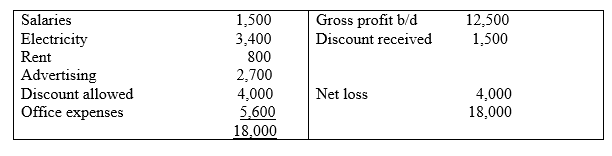 Salaries 1,500 Gross profit b/d 12,500
Electricity 3,400 Discount received 1,500
Rent 800
Advertising 2,700
Discount allowed 4,000 Net loss 4,000
Office expenses 5,600 18,000
18,000